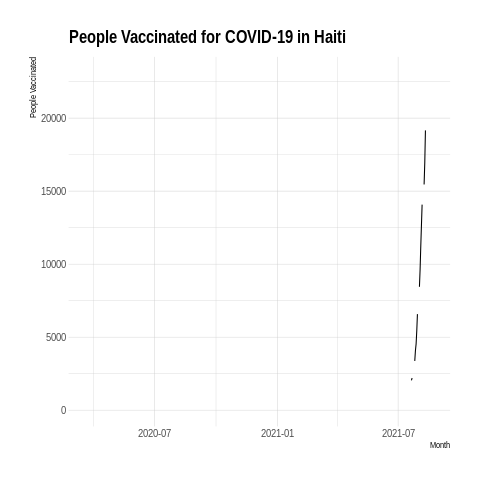 People Vaccinated for COVID-19 in Haiti
People Vaccinated
20000
15000
10000
5000
0
2020-07 2021-01 2021-07
Month